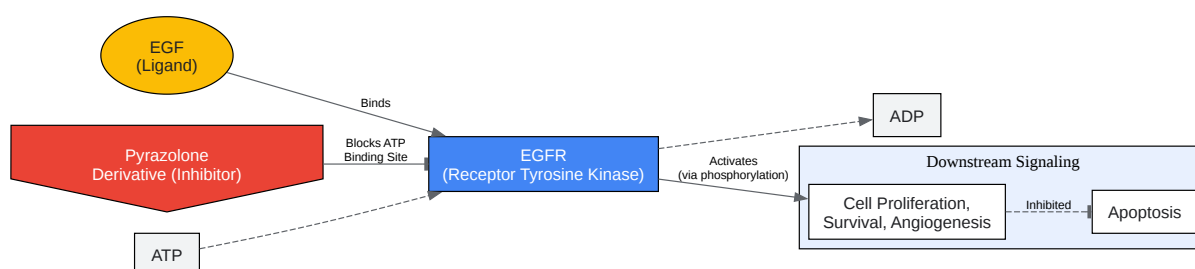 EGF
(Ligand)
Binds
Pyrazolone
Derivative (Inhibitor)
Blocks ATP
Binding Site
EGFR
(Receptor Tyrosine Kinase)
ATP
ADP
Activates
(via phosphorylation)
Downstream Signaling
Cell Proliferation,
Survival, Angiogenesis
Inhibited
Apoptosis